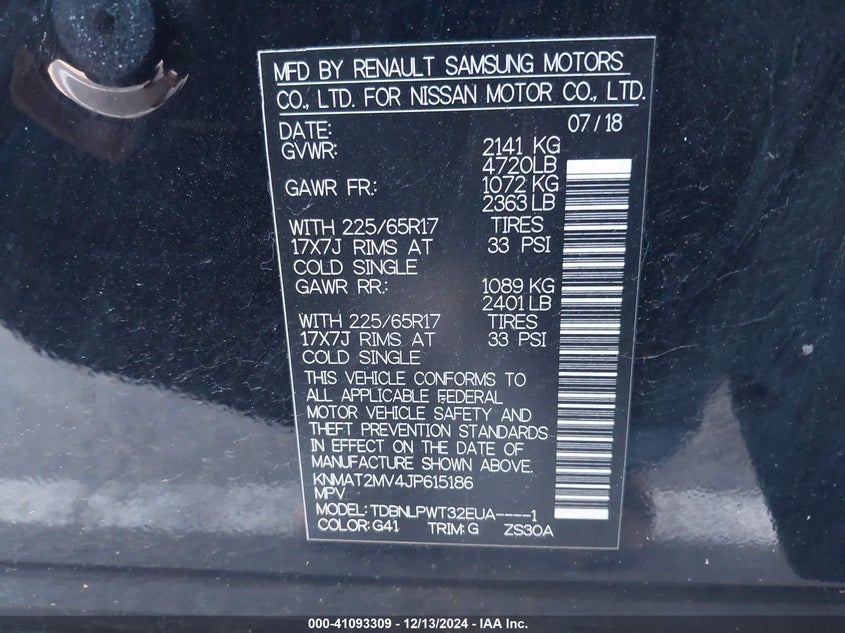 MFD BY RENAULT SAMSUNG MOTORS
CO., LTD. FOR NISSAN MOTOR CO., LTD.
DATE: 07/18
GVWR: 2141 KG
4720LB
GAWR FR.: 1072 KG
2363 LB
WITH 225/65R17 TIRES
17X7J RIMS AT 33 PSI
COLD SINGLE
GAWR RR.: 1089 KG
2401 LB
WITH 225/65R17 TIRES
17X7J RIMS AT 33 PSI
COLD SINGLE
THIS VEHICLE CONFORMS TO
ALL APPLICABLE FEDERAL
MOTOR VEHICLE SAFETY AND
THEFT PREVENTION STANDARDS
IN EFFECT ON THE DATE OF
MANUFACTURE SHOWN ABOVE.
KNMAT2MV4JP615186
MPV
MODEL: TDBNLPWT32EUA----1
COLOR: G41 TRIM: G ZS30A
000-41093309 - 12/13/2024 - IAA Inc.